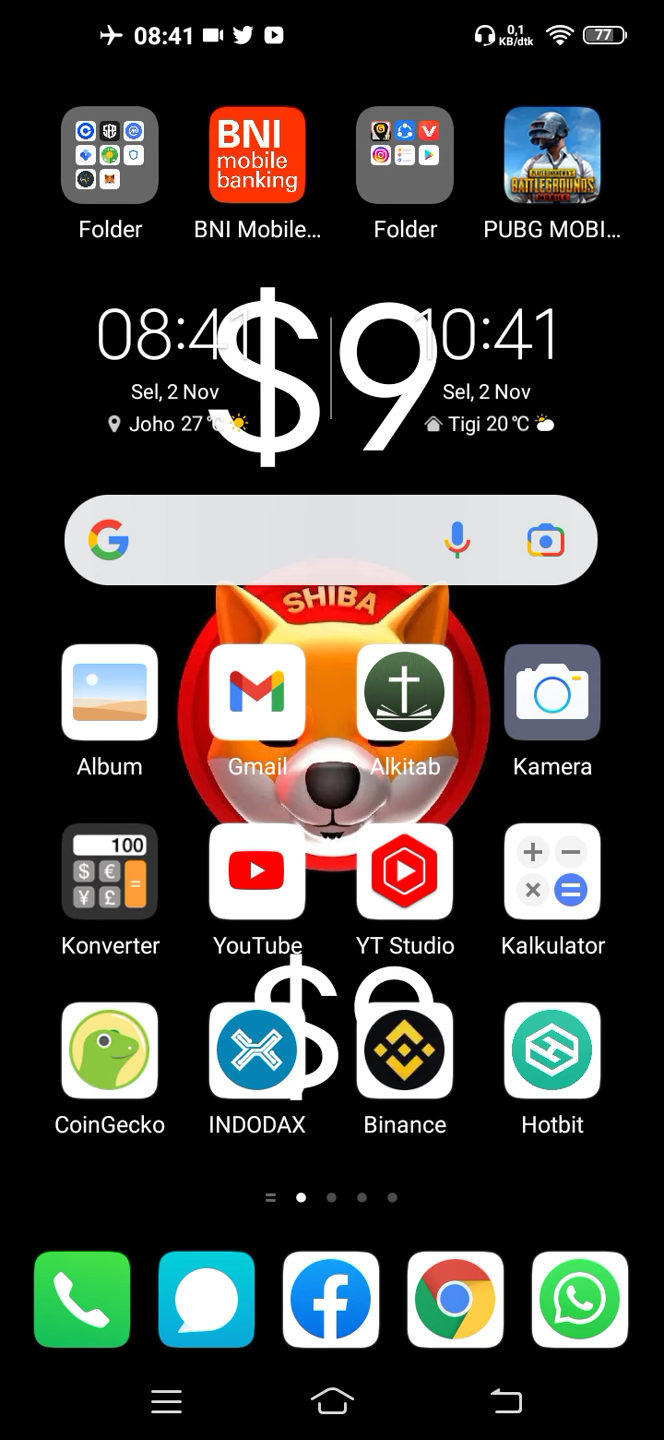 08:41
0,1
KB/dtk
77
BNI
mobile
banking
BATTLEGROUNDS
MOBILE
Folder
BNI Mobile...
Folder
PUBG MOBI...
$9
08:41
10:41
Sel, 2 Nov
Sel, 2 Nov
Joho 27°C
Tigi 20°C
SHIBA
Album
Gmail
Alkitab
Kamera
100
$ € ¥ £ =
+ − × =
Konverter
YouTube
YT Studio
Kalkulator
CoinGecko
INDODAX
Binance
Hotbit